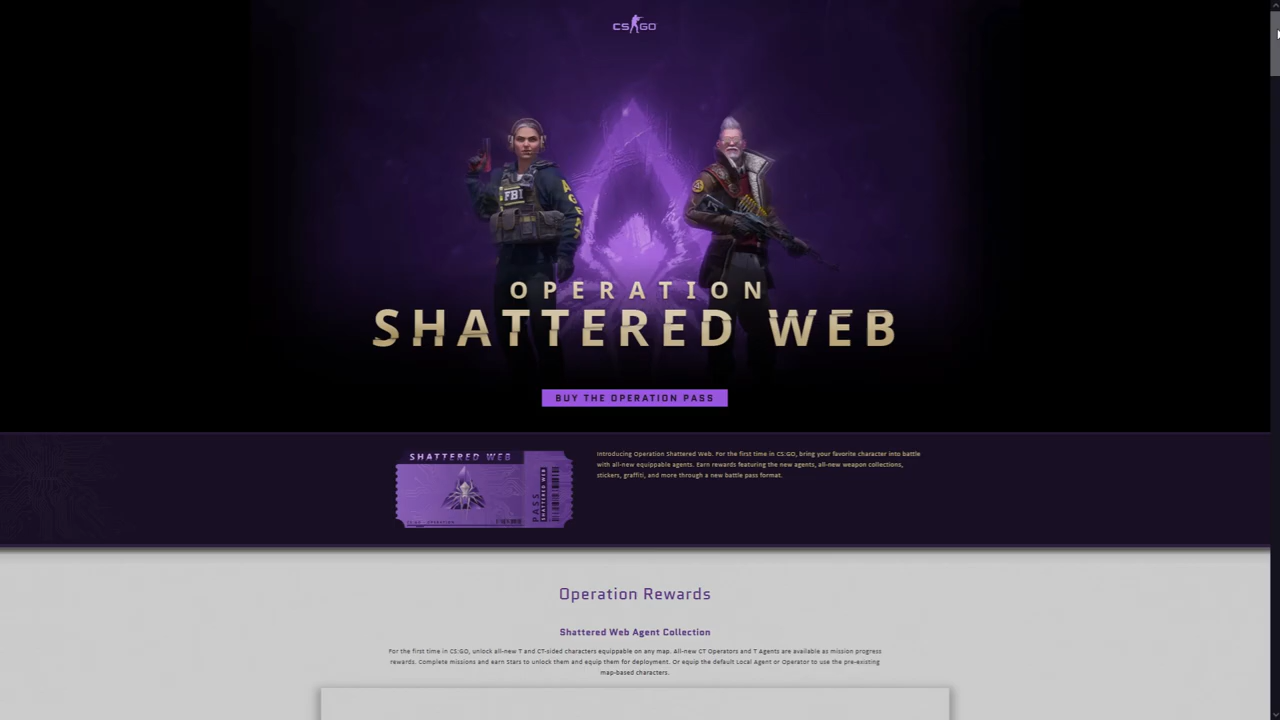 CS GO
FBI
AGENT
OPERATION
SHATTERED WEB
BUY THE OPERATION PASS
SHATTERED WEB
PASS
SHATTERED WEB
Introducing Operation Shattered Web. For the first time in CS:GO, bring your favorite character into battle
with all-new equippable agents. Earn rewards featuring the new agents, all-new weapon collections,
stickers, graffiti, and more through a new battle pass format.
Operation Rewards
Shattered Web Agent Collection
For the first time in CS:GO, unlock all-new T and CT-sided characters equippable on any map. All-new CT Operators and T Agents are available as mission progress
rewards. Complete missions and earn Stars to unlock them and equip them for deployment. Or equip the default Local Agent or Operator to use the pre-existing
map-based characters.